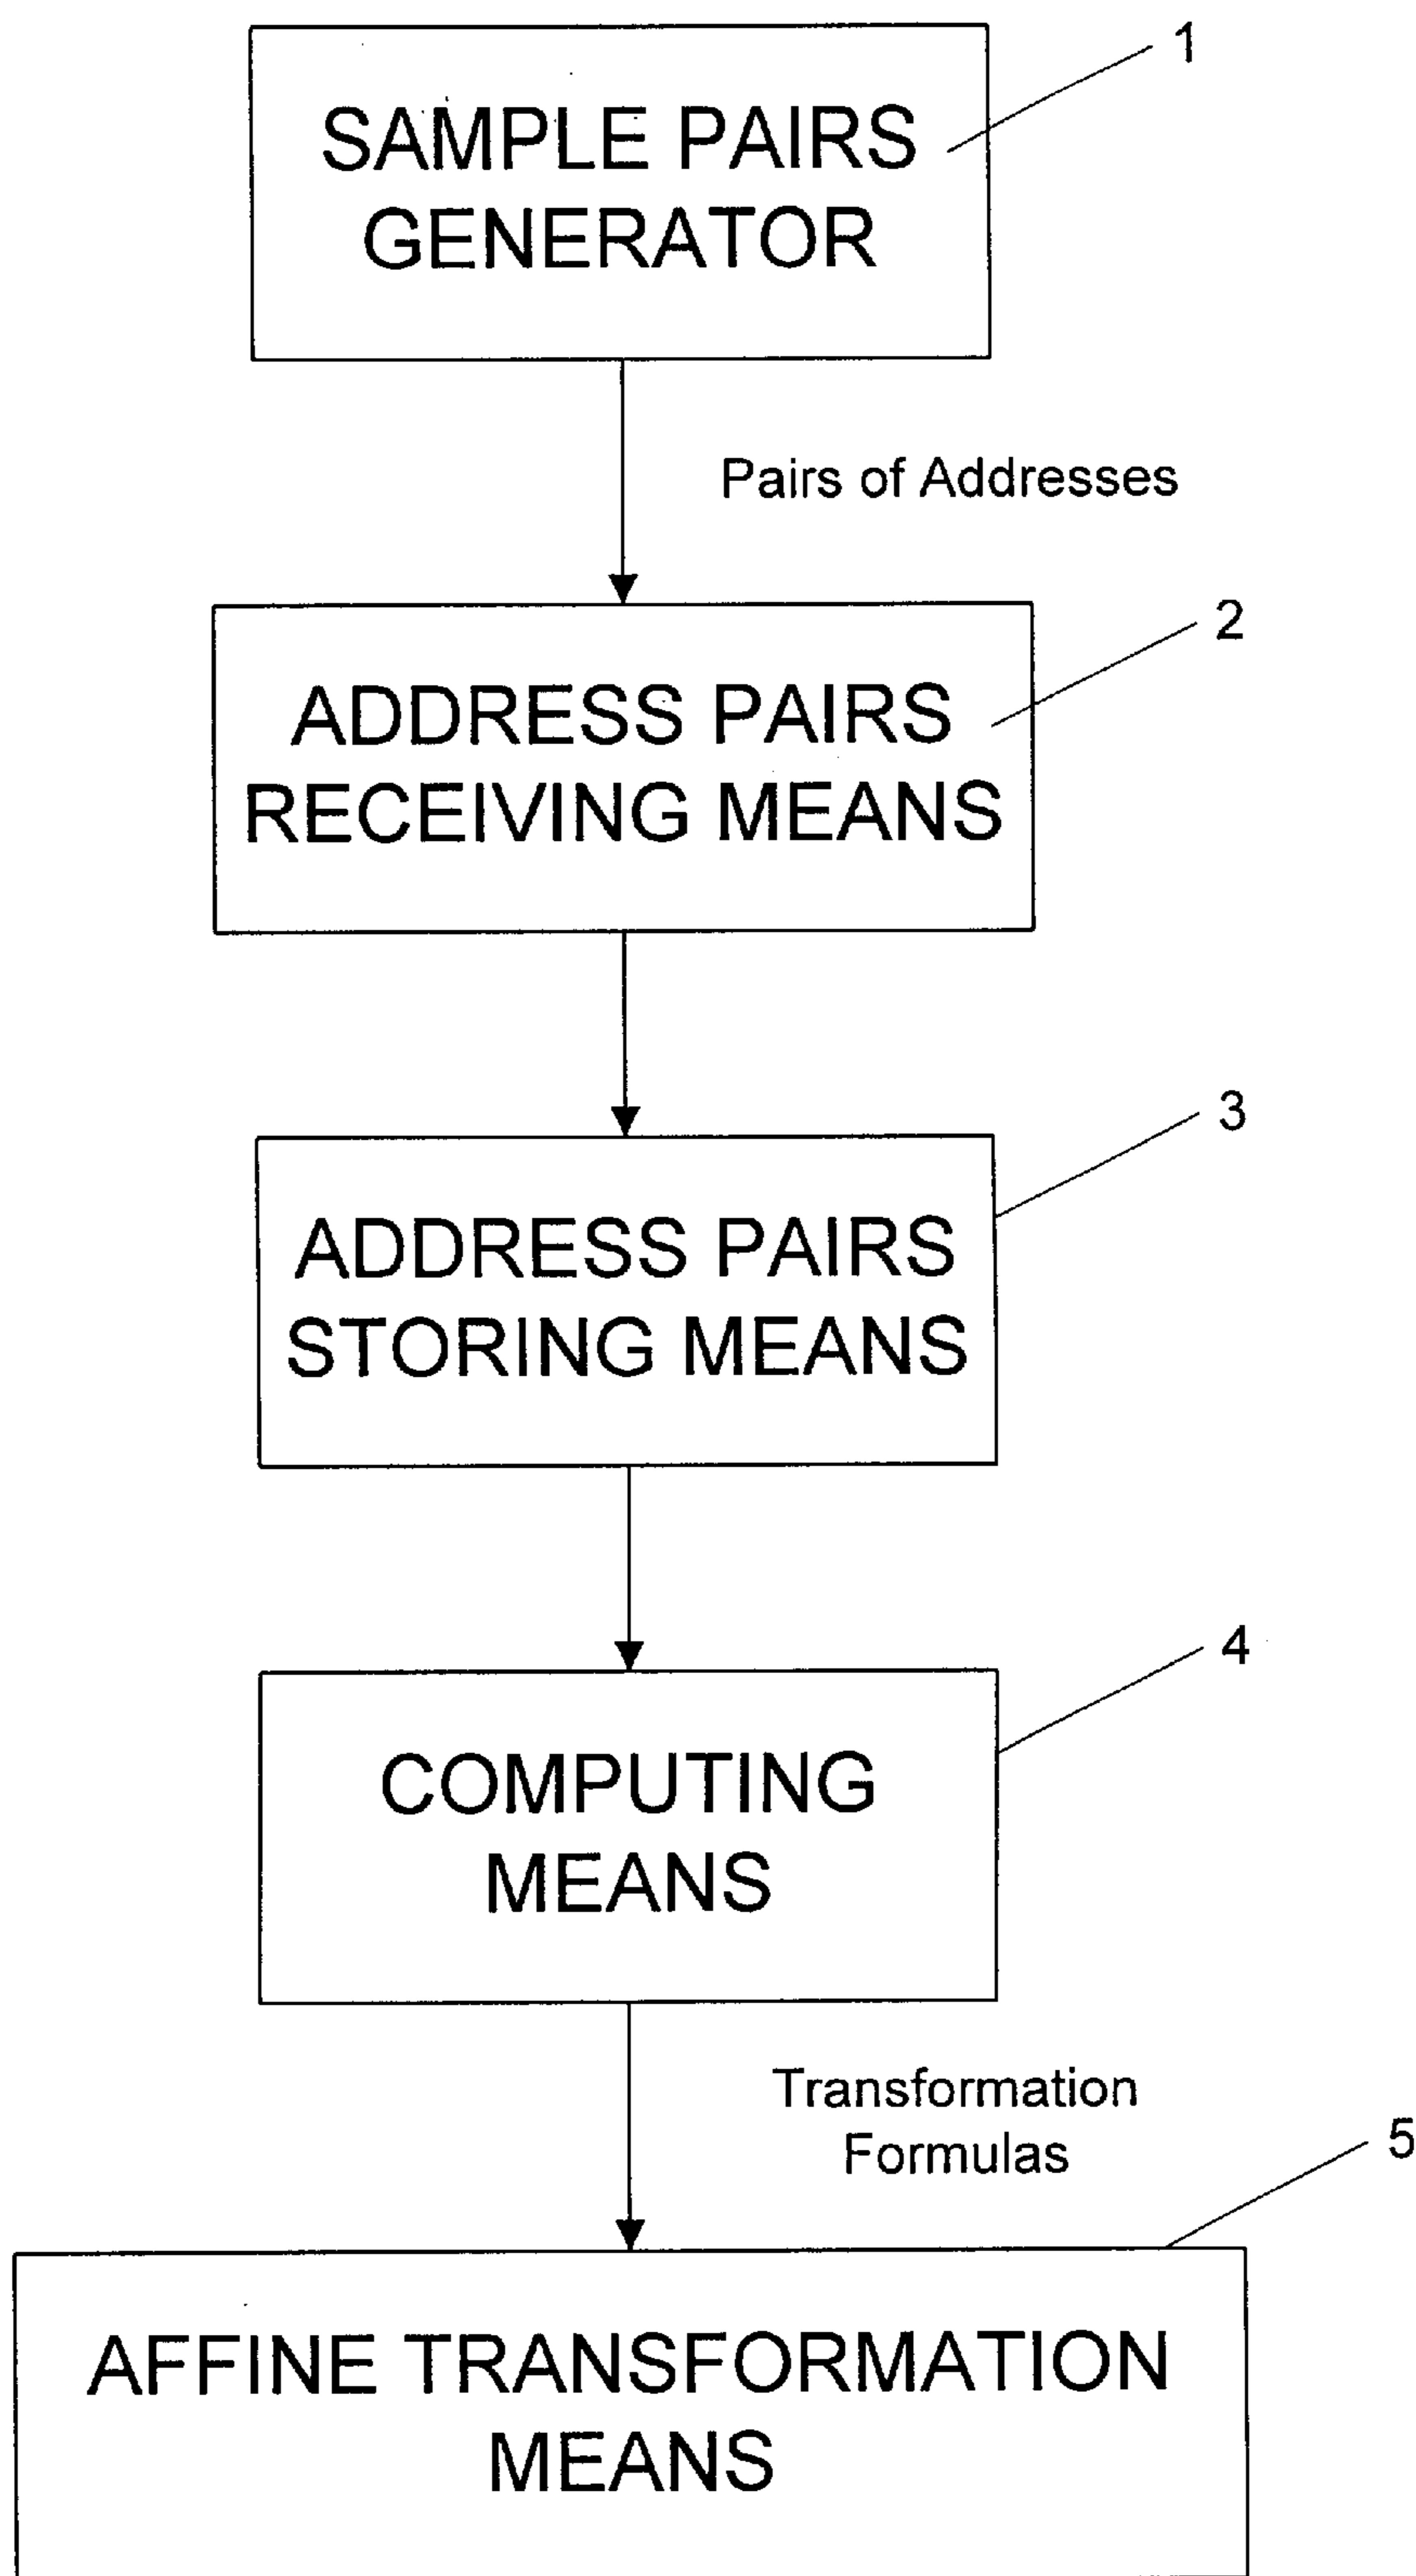 1
SAMPLE PAIRS
GENERATOR
Pairs of Addresses
2
ADDRESS PAIRS
RECEIVING MEANS
3
ADDRESS PAIRS
STORING MEANS
4
COMPUTING
MEANS
Transformation
Formulas
5
AFFINE TRANSFORMATION
MEANS